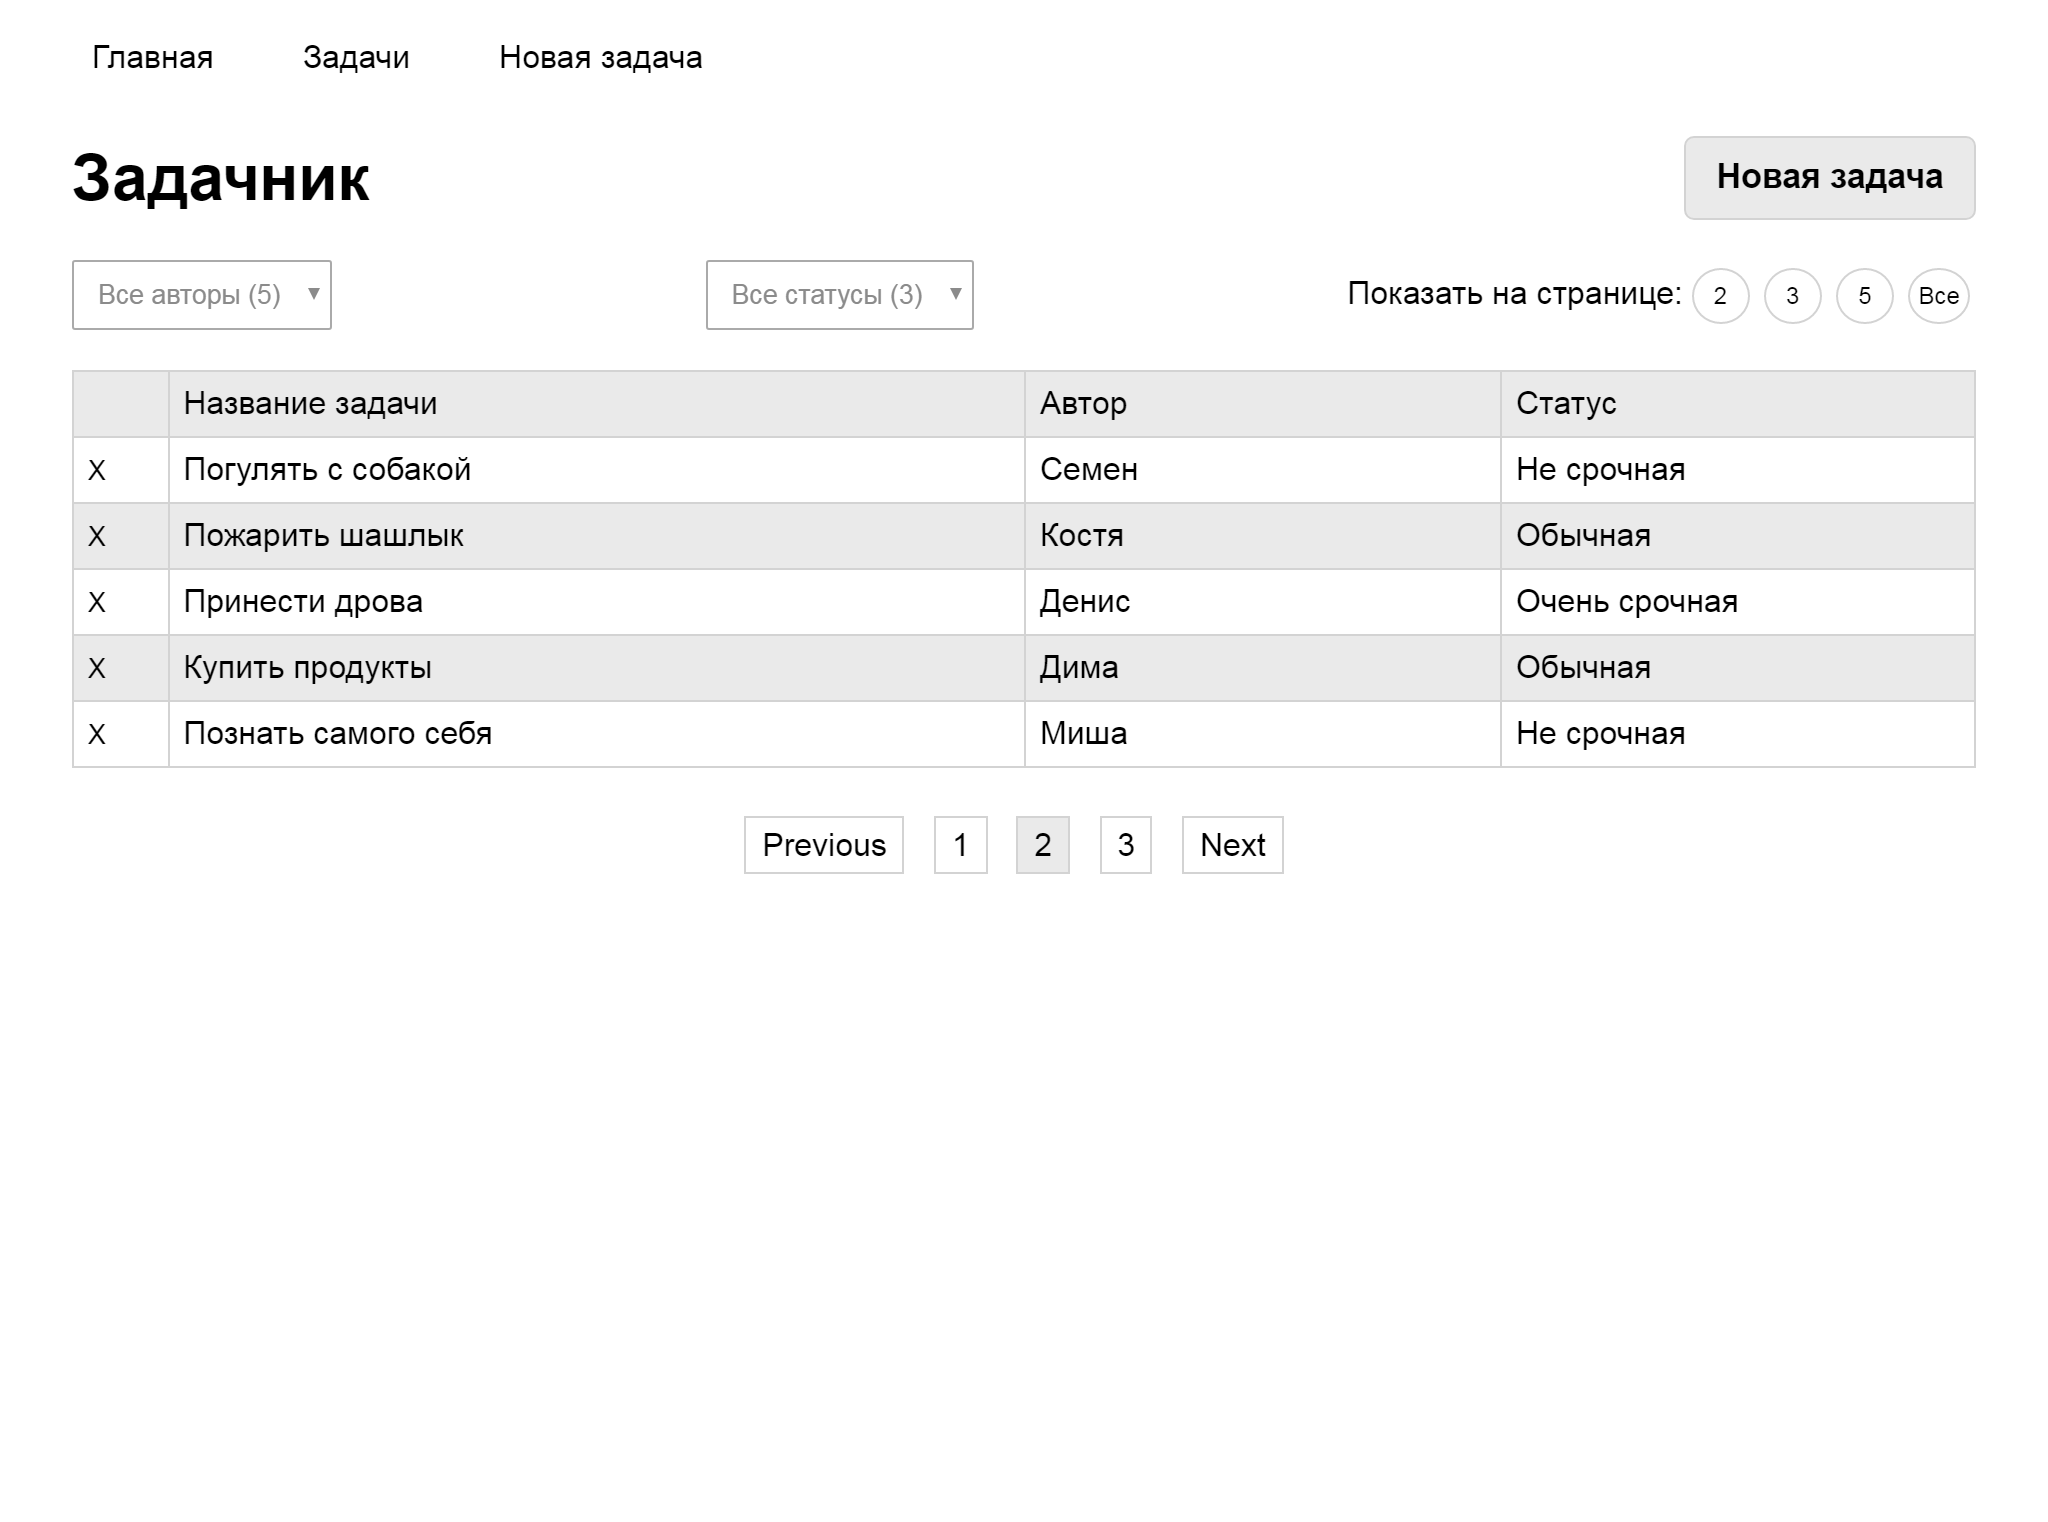 Главная Задачи Новая задача
Задачник
Новая задача
Все авторы (5) ▼ Все статусы (3) ▼ Показать на странице: 2 3 5 Все
Название задачи Автор Статус
X Погулять с собакой Семен Не срочная
X Пожарить шашлык Костя Обычная
X Принести дрова Денис Очень срочная
X Купить продукты Дима Обычная
X Познать самого себя Миша Не срочная
Previous 1 2 3 Next